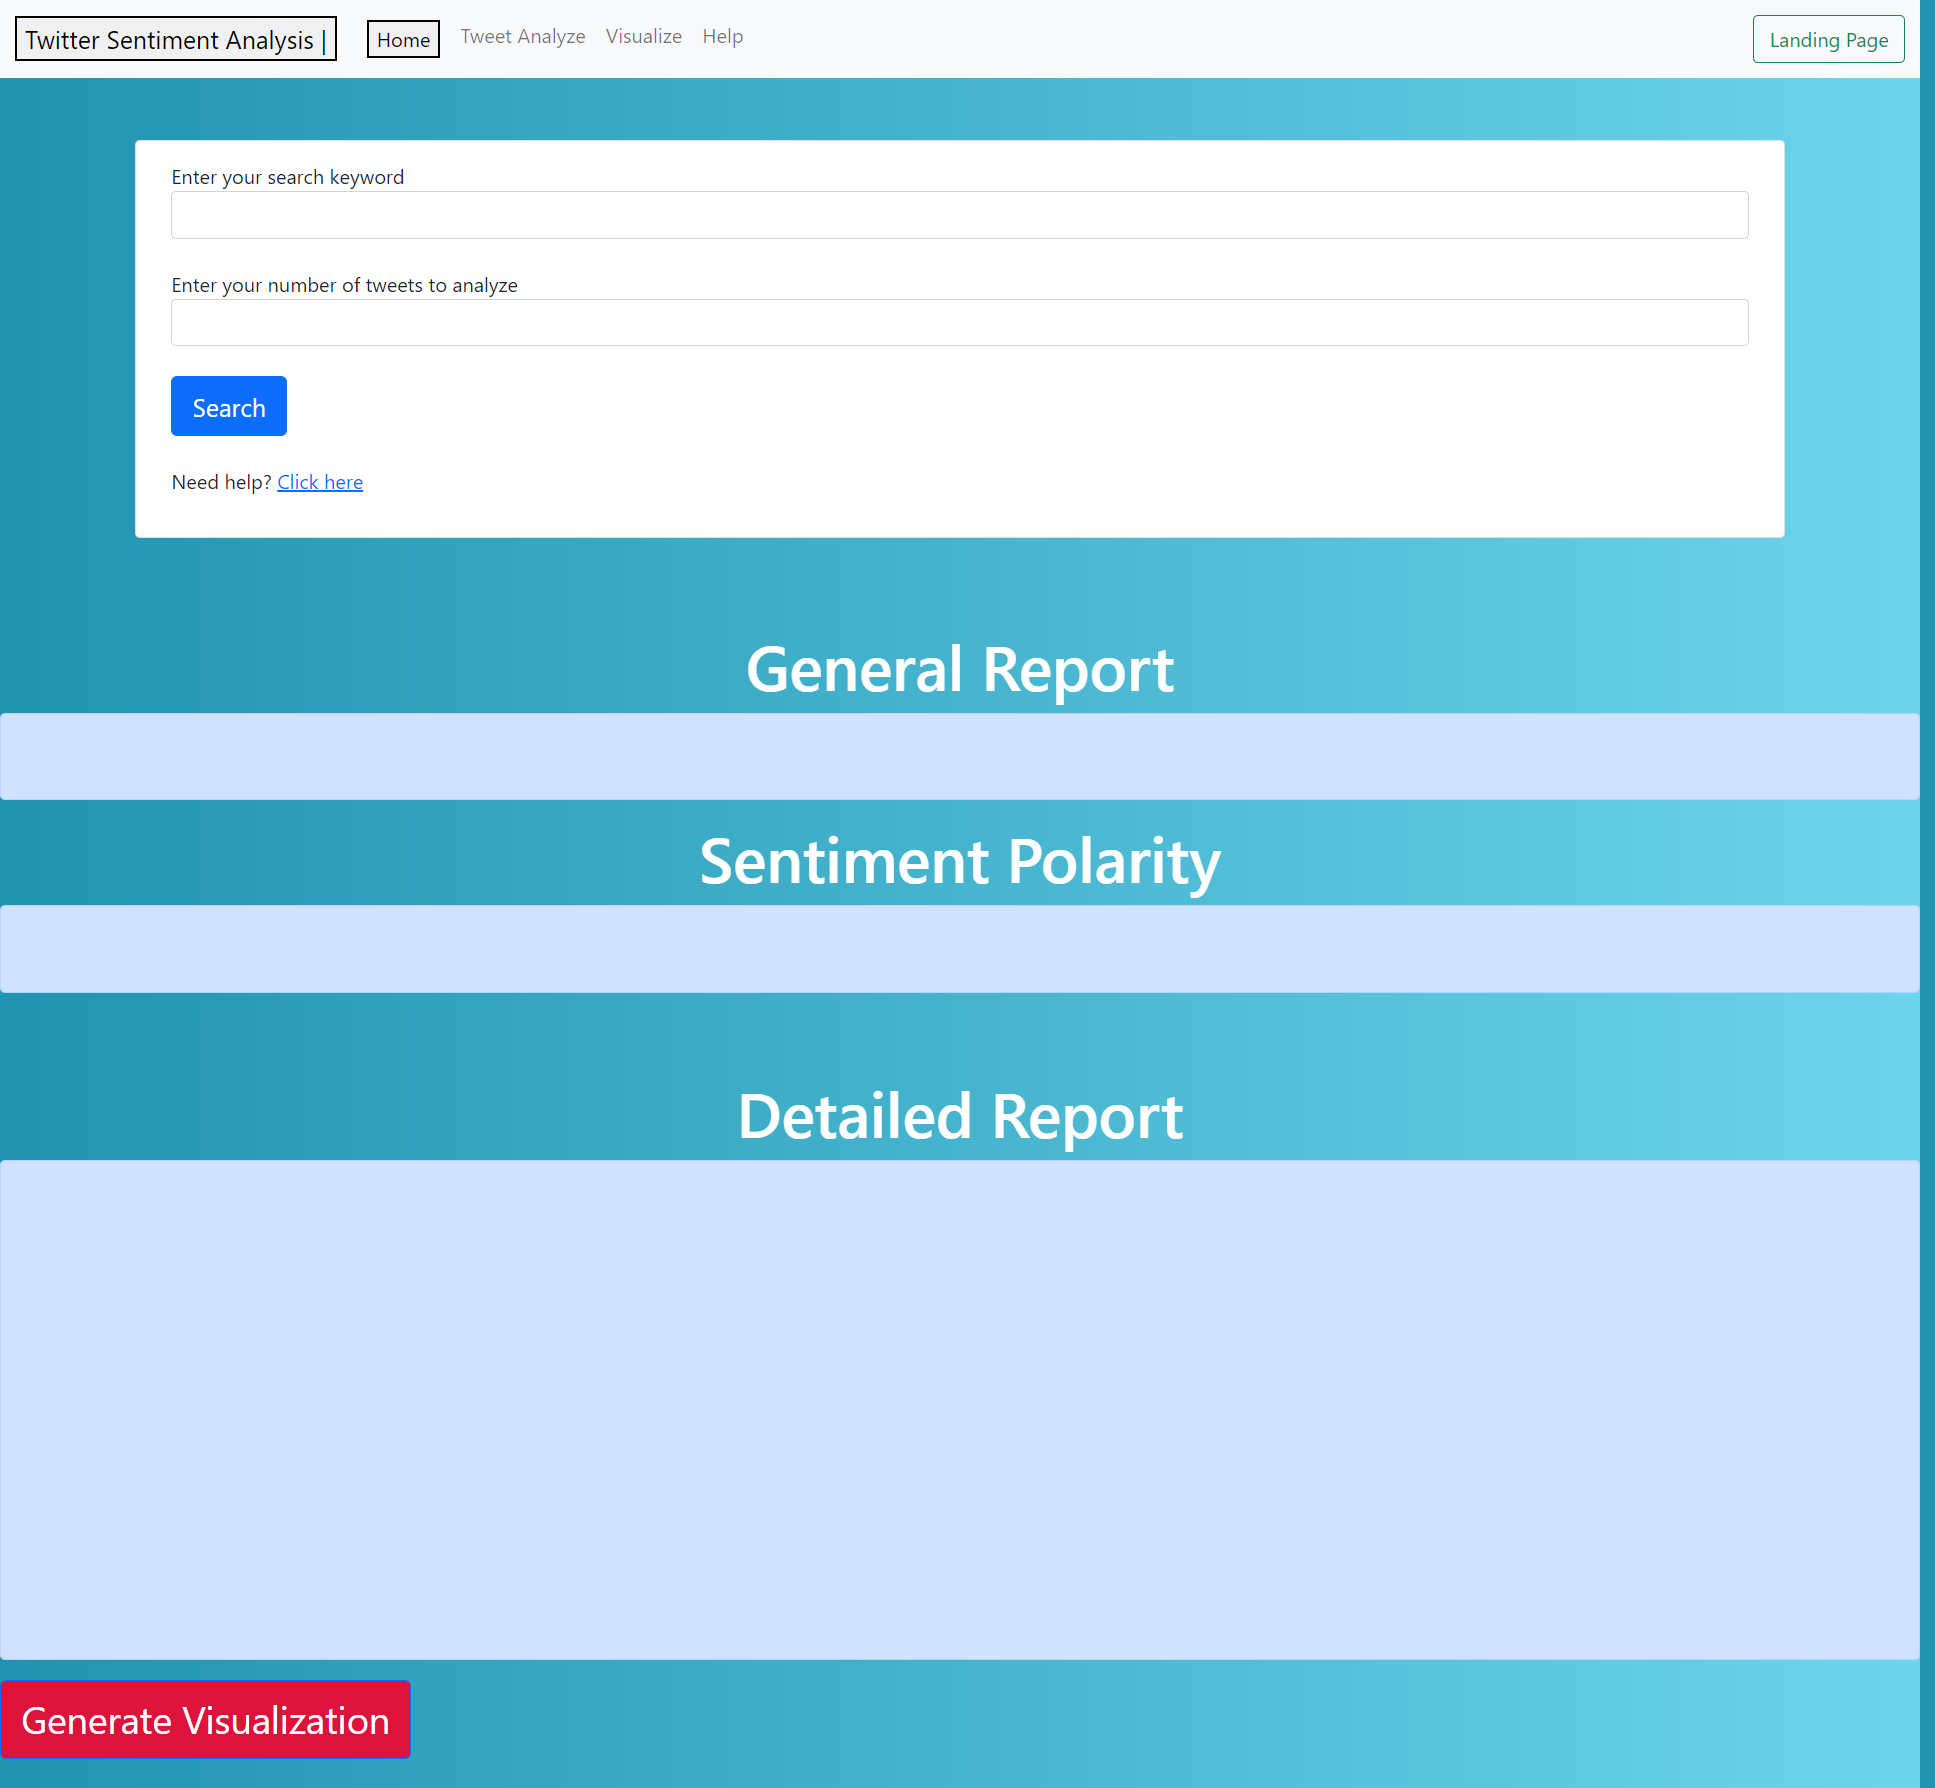 Twitter Sentiment Analysis | Home Tweet Analyze Visualize Help Landing Page
Enter your search keyword
Enter your number of tweets to analyze
Search
Need help? Click here
General Report
Sentiment Polarity
Detailed Report
Generate Visualization